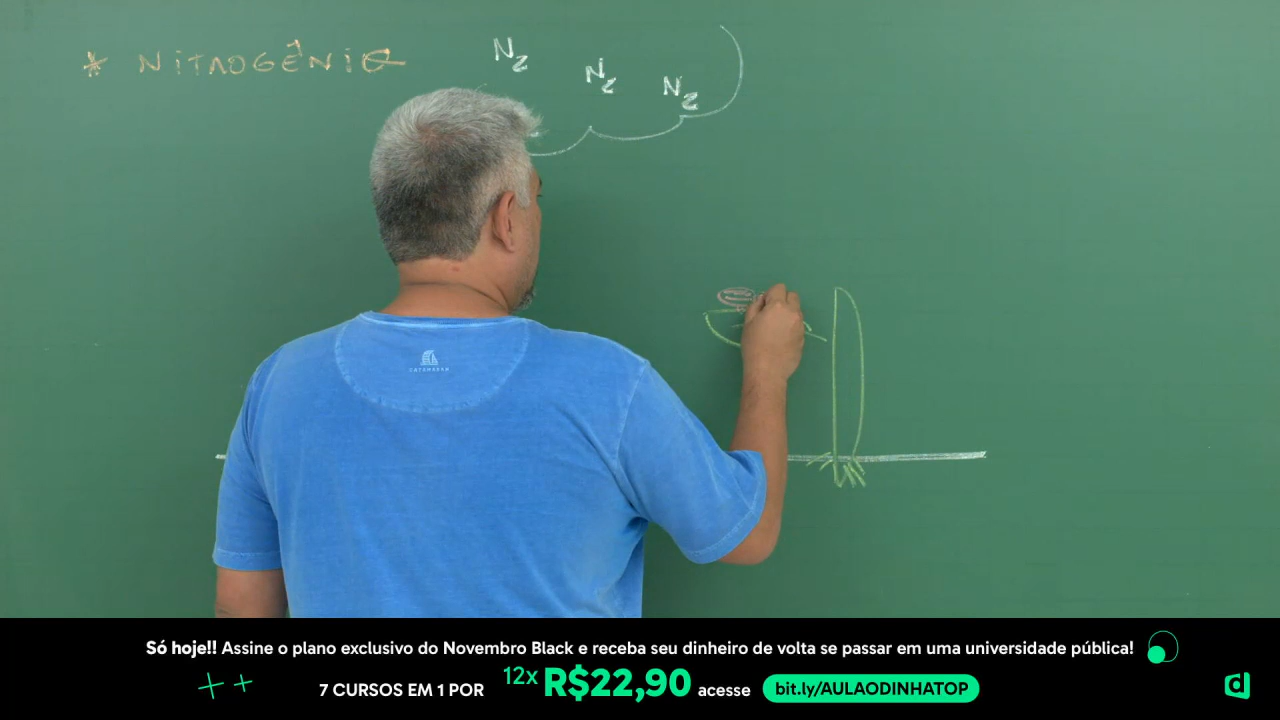 * NITROGÊNIO
N2
N2
N2
CATAMARÃ
Só hoje!! Assine o plano exclusivo do Novembro Black e receba seu dinheiro de volta se passar em uma universidade pública!
7 CURSOS EM 1 POR 12x R$22,90 acesse bit.ly/AULAODINHATOP
d